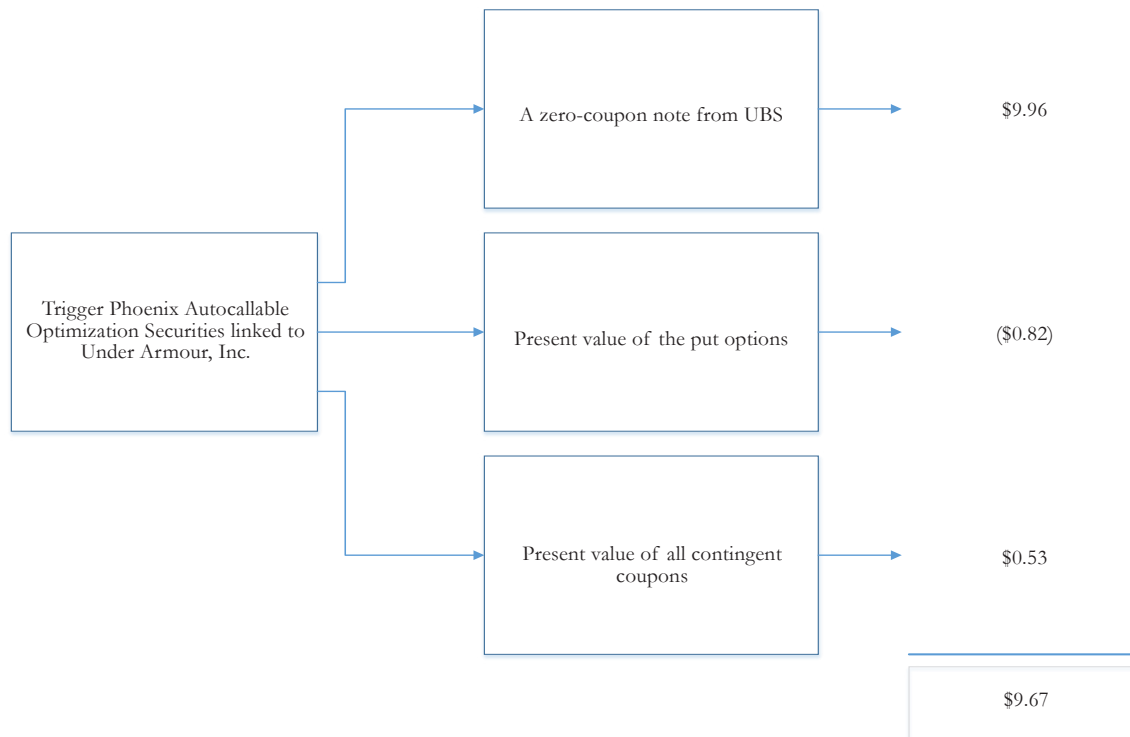 A zero-coupon note from UBS
$9.96
Trigger Phoenix Autocallable
Optimization Securities linked to
Under Armour, Inc.
Present value of the put options
($0.82)
Present value of all contingent
coupons
$0.53
$9.67